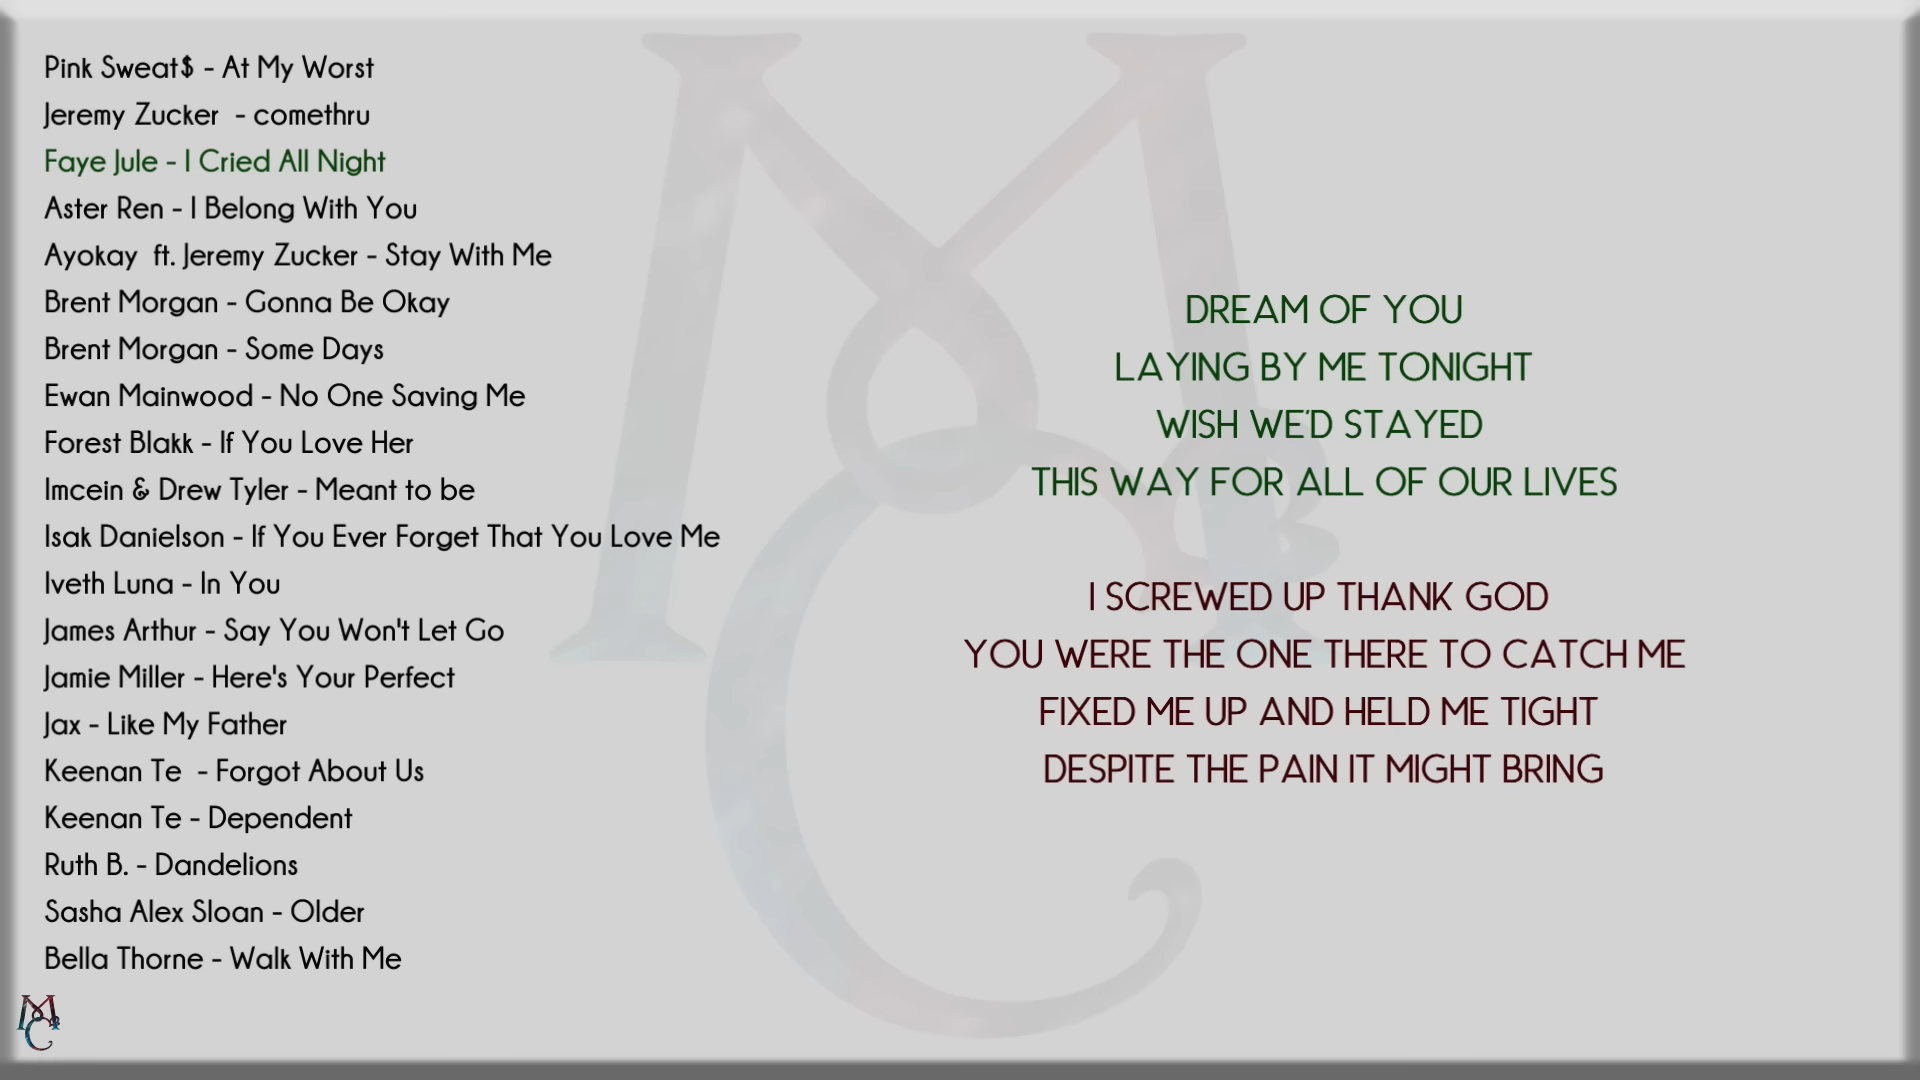 Pink Sweat$ - At My Worst
Jeremy Zucker  - comethru
Faye Jule - I Cried All Night
Aster Ren - I Belong With You
Ayokay  ft. Jeremy Zucker - Stay With Me
Brent Morgan - Gonna Be Okay
Brent Morgan - Some Days
Ewan Mainwood - No One Saving Me
Forest Blakk - If You Love Her
Imcein & Drew Tyler - Meant to be
Isak Danielson - If You Ever Forget That You Love Me
Iveth Luna - In You
James Arthur - Say You Won't Let Go
Jamie Miller - Here's Your Perfect
Jax - Like My Father
Keenan Te  - Forgot About Us
Keenan Te - Dependent
Ruth B. - Dandelions
Sasha Alex Sloan - Older
Bella Thorne - Walk With Me
DREAM OF YOU
LAYING BY ME TONIGHT
WISH WE'D STAYED
THIS WAY FOR ALL OF OUR LIVES
I SCREWED UP THANK GOD
YOU WERE THE ONE THERE TO CATCH ME
FIXED ME UP AND HELD ME TIGHT
DESPITE THE PAIN IT MIGHT BRING